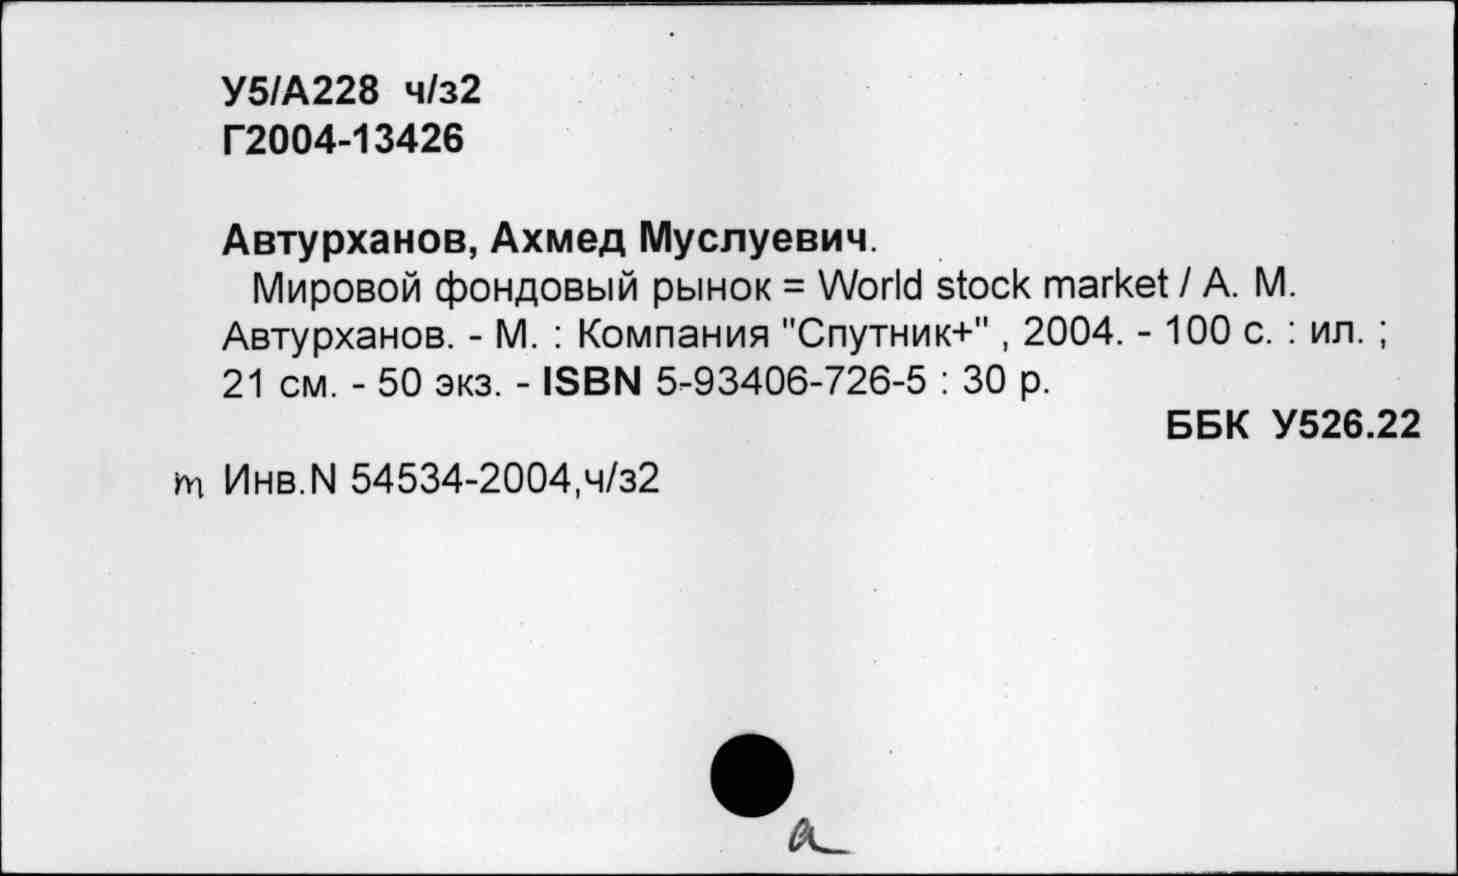 У5/А228 ч/з2
Г2004-13426
Автурханов, Ахмед Муслуевич.
Мировой фондовый рынок = World stock market / А. М.
Автурханов. - М. : Компания "Спутник+" , 2004. - 100 с. : ил. ;
21 см. - 50 экз. - ISBN 5-93406-726-5 : 30 р.
ББК У526.22
Инв.N 54534-2004,ч/з2